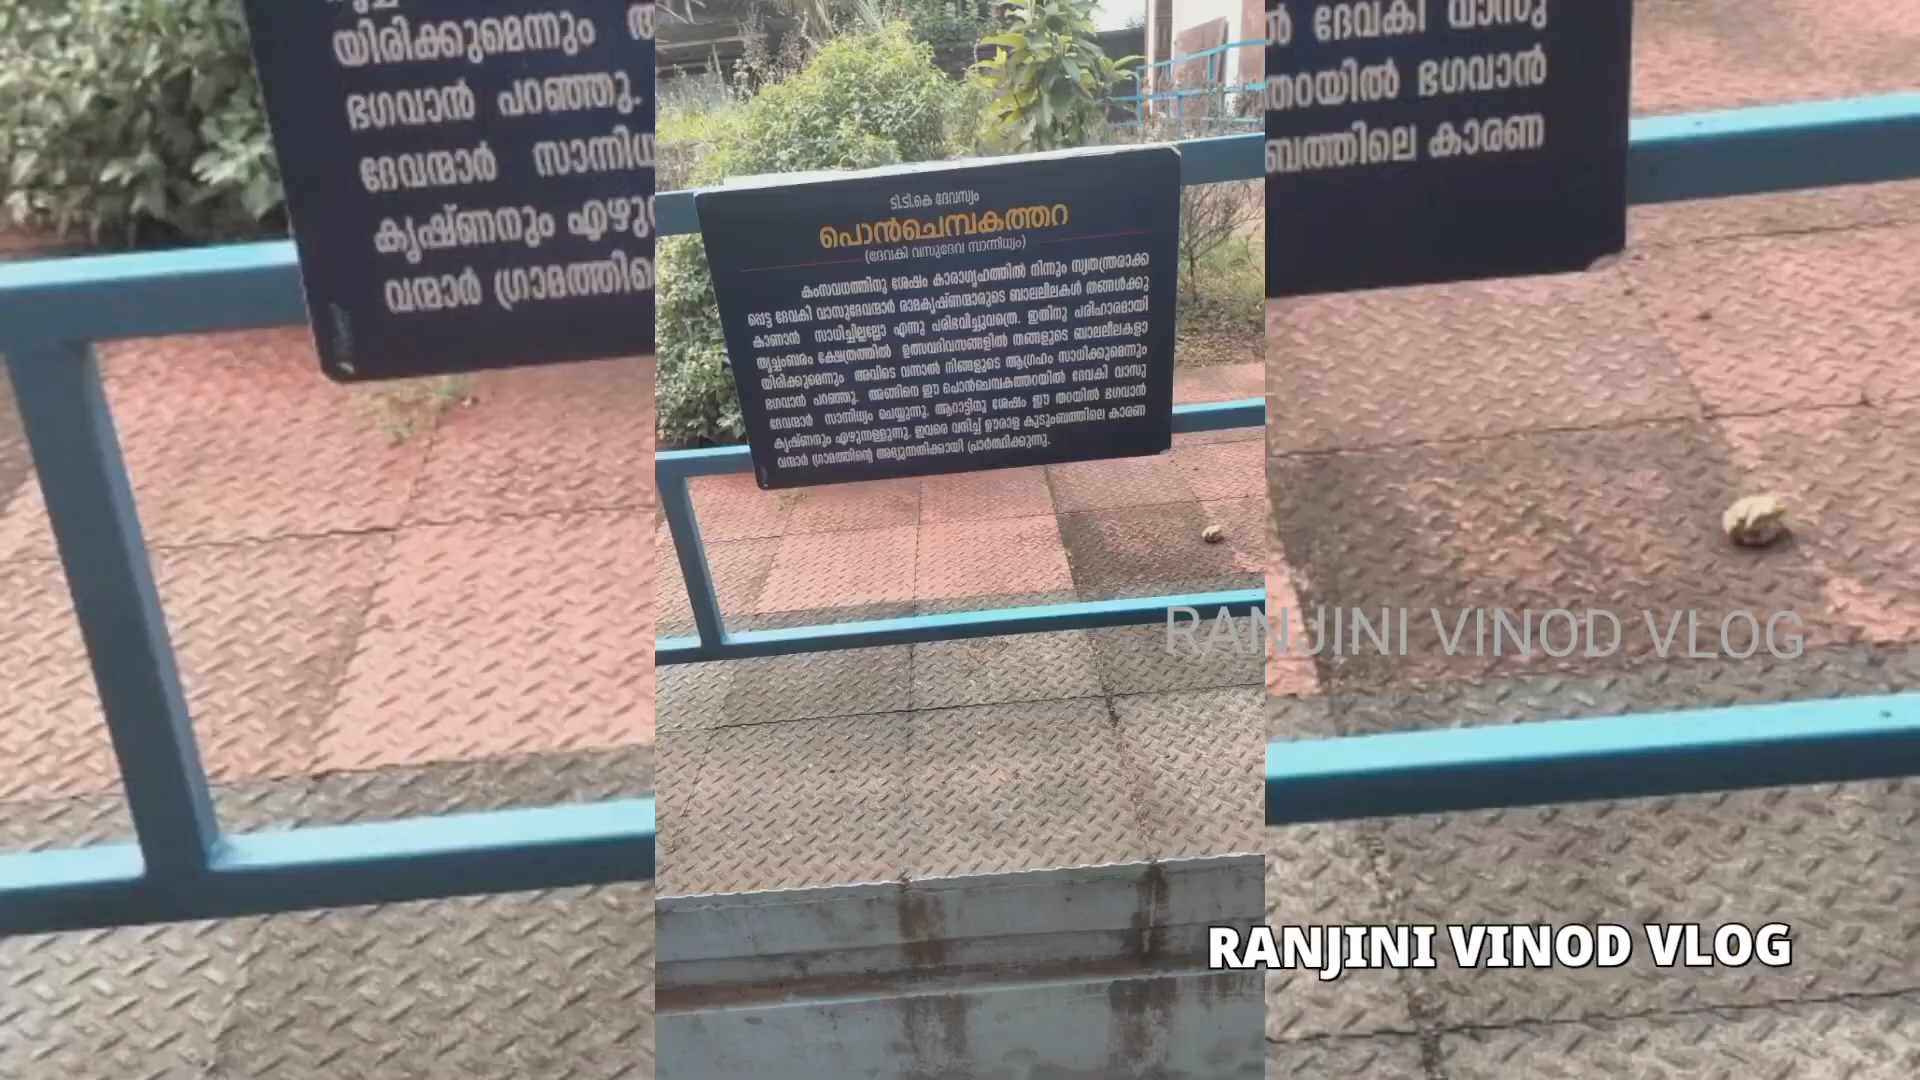 ടി.ടി.കെ ദേവസ്വം
പൊൻചെമ്പകത്തറ
(ദേവകി വസുദേവ സാന്നിധ്യം)
കംസവധത്തിനു ശേഷം കാരാഗൃഹത്തിൽ നിന്നും സ്വതന്ത്രരാക്ക
പ്പെട്ട ദേവകി വാസുദേവന്മാർ രാമകൃഷ്ണന്മാരുടെ ബാലലീലകൾ തങ്ങൾക്കു
കാണാൻ സാധിച്ചില്ലല്ലോ എന്നു പരിഭവിച്ചുവത്രെ. ഇതിനു പരിഹാരമായി
തൃച്ചംബരം ക്ഷേത്രത്തിൽ ഉത്സവദിവസങ്ങളിൽ തങ്ങളുടെ ബാലലീലകളാ
യിരിക്കുമെന്നും അവിടെ വന്നാൽ നിങ്ങളുടെ ആഗ്രഹം സാധിക്കുമെന്നും
ഭഗവാൻ പറഞ്ഞു. അങ്ങിനെ ഈ പൊൻചെമ്പകത്തറയിൽ ദേവകി വാസു
ദേവന്മാർ സാന്നിധ്യം ചെയ്യുന്നു. ആറാട്ടിനു ശേഷം ഈ തറയിൽ ഭഗവാൻ
കൃഷ്ണനും എഴുന്നള്ളുന്നു. ഇവരെ വന്ദിച്ച് ഊരാള കുടുംബത്തിലെ കാരണ
വന്മാർ ഗ്രാമത്തിന്റെ അഭ്യുന്നതിക്കായി പ്രാർത്ഥിക്കുന്നു.
RANJINI VINOD VLOG
RANJINI VINOD VLOG